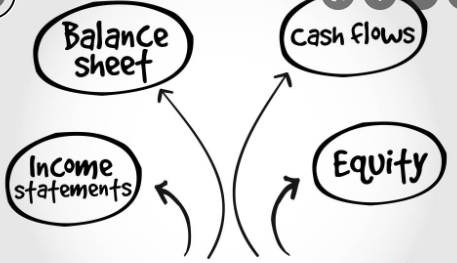 Balance
sheet
Cash flows
Income
statements
Equity